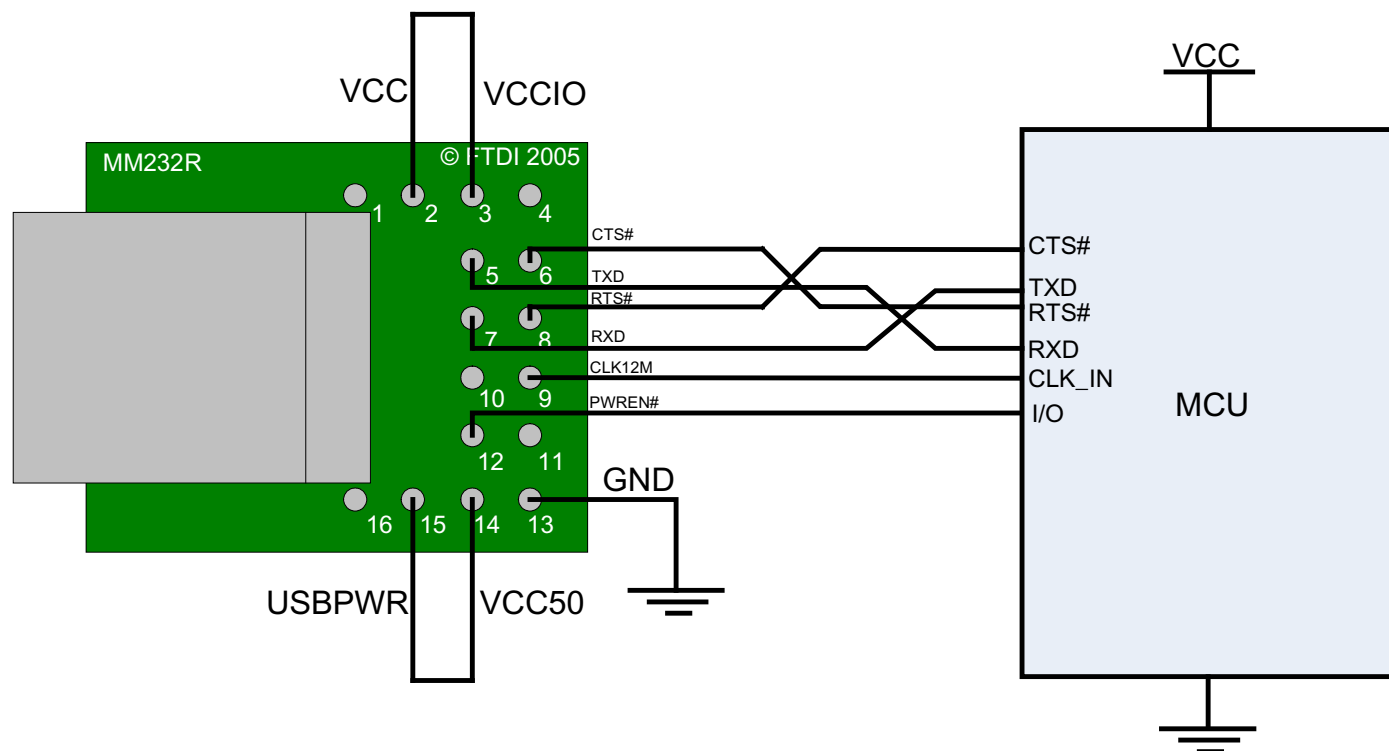 VCC
VCC
VCCIO
MM232R
© FTDI 2005
1
2
3
4
CTS#
CTS#
5
6
TXD
TXD
RTS#
RTS#
7
8
RXD
RXD
CLK12M
CLK_IN
10
9
PWREN#
I/O
MCU
12
11
GND
16
15
14
13
USBPWR
VCC50